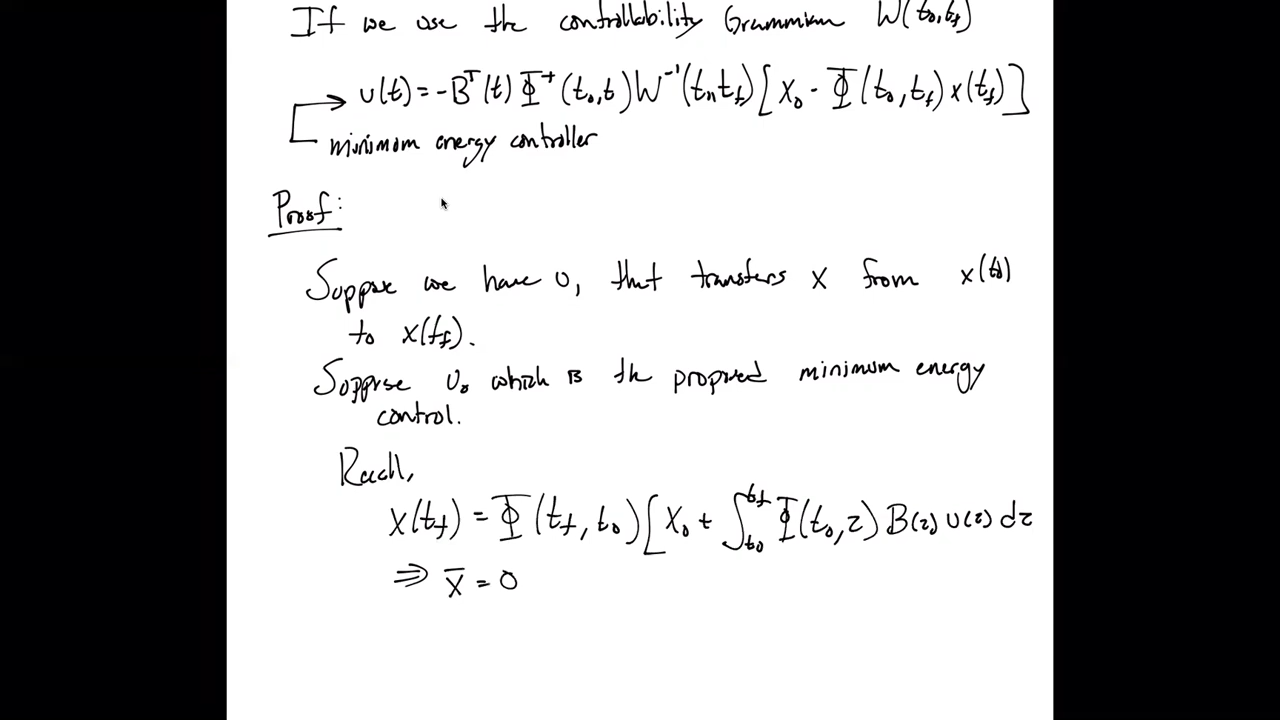 If we use the controllability Grammian W(t₀,t_f)
u(t) = -Bᵀ(t) Φᵀ(t₀,t) W⁻¹(t₀,t_f) [x₀ - Φ(t₀,t_f) x(t_f)]
minimum energy controller
Proof:
Suppose we have u, that transfers x from x(t₀)
to x(t_f).
Suppose u₀ which is the proposed minimum energy
control.
Recall,
x(t_f) = Φ(t_f,t₀) [x₀ + ∫_{t₀}^{t_f} Φ(t₀,τ) B(τ) u(τ) dτ
⇒ x̄ = 0